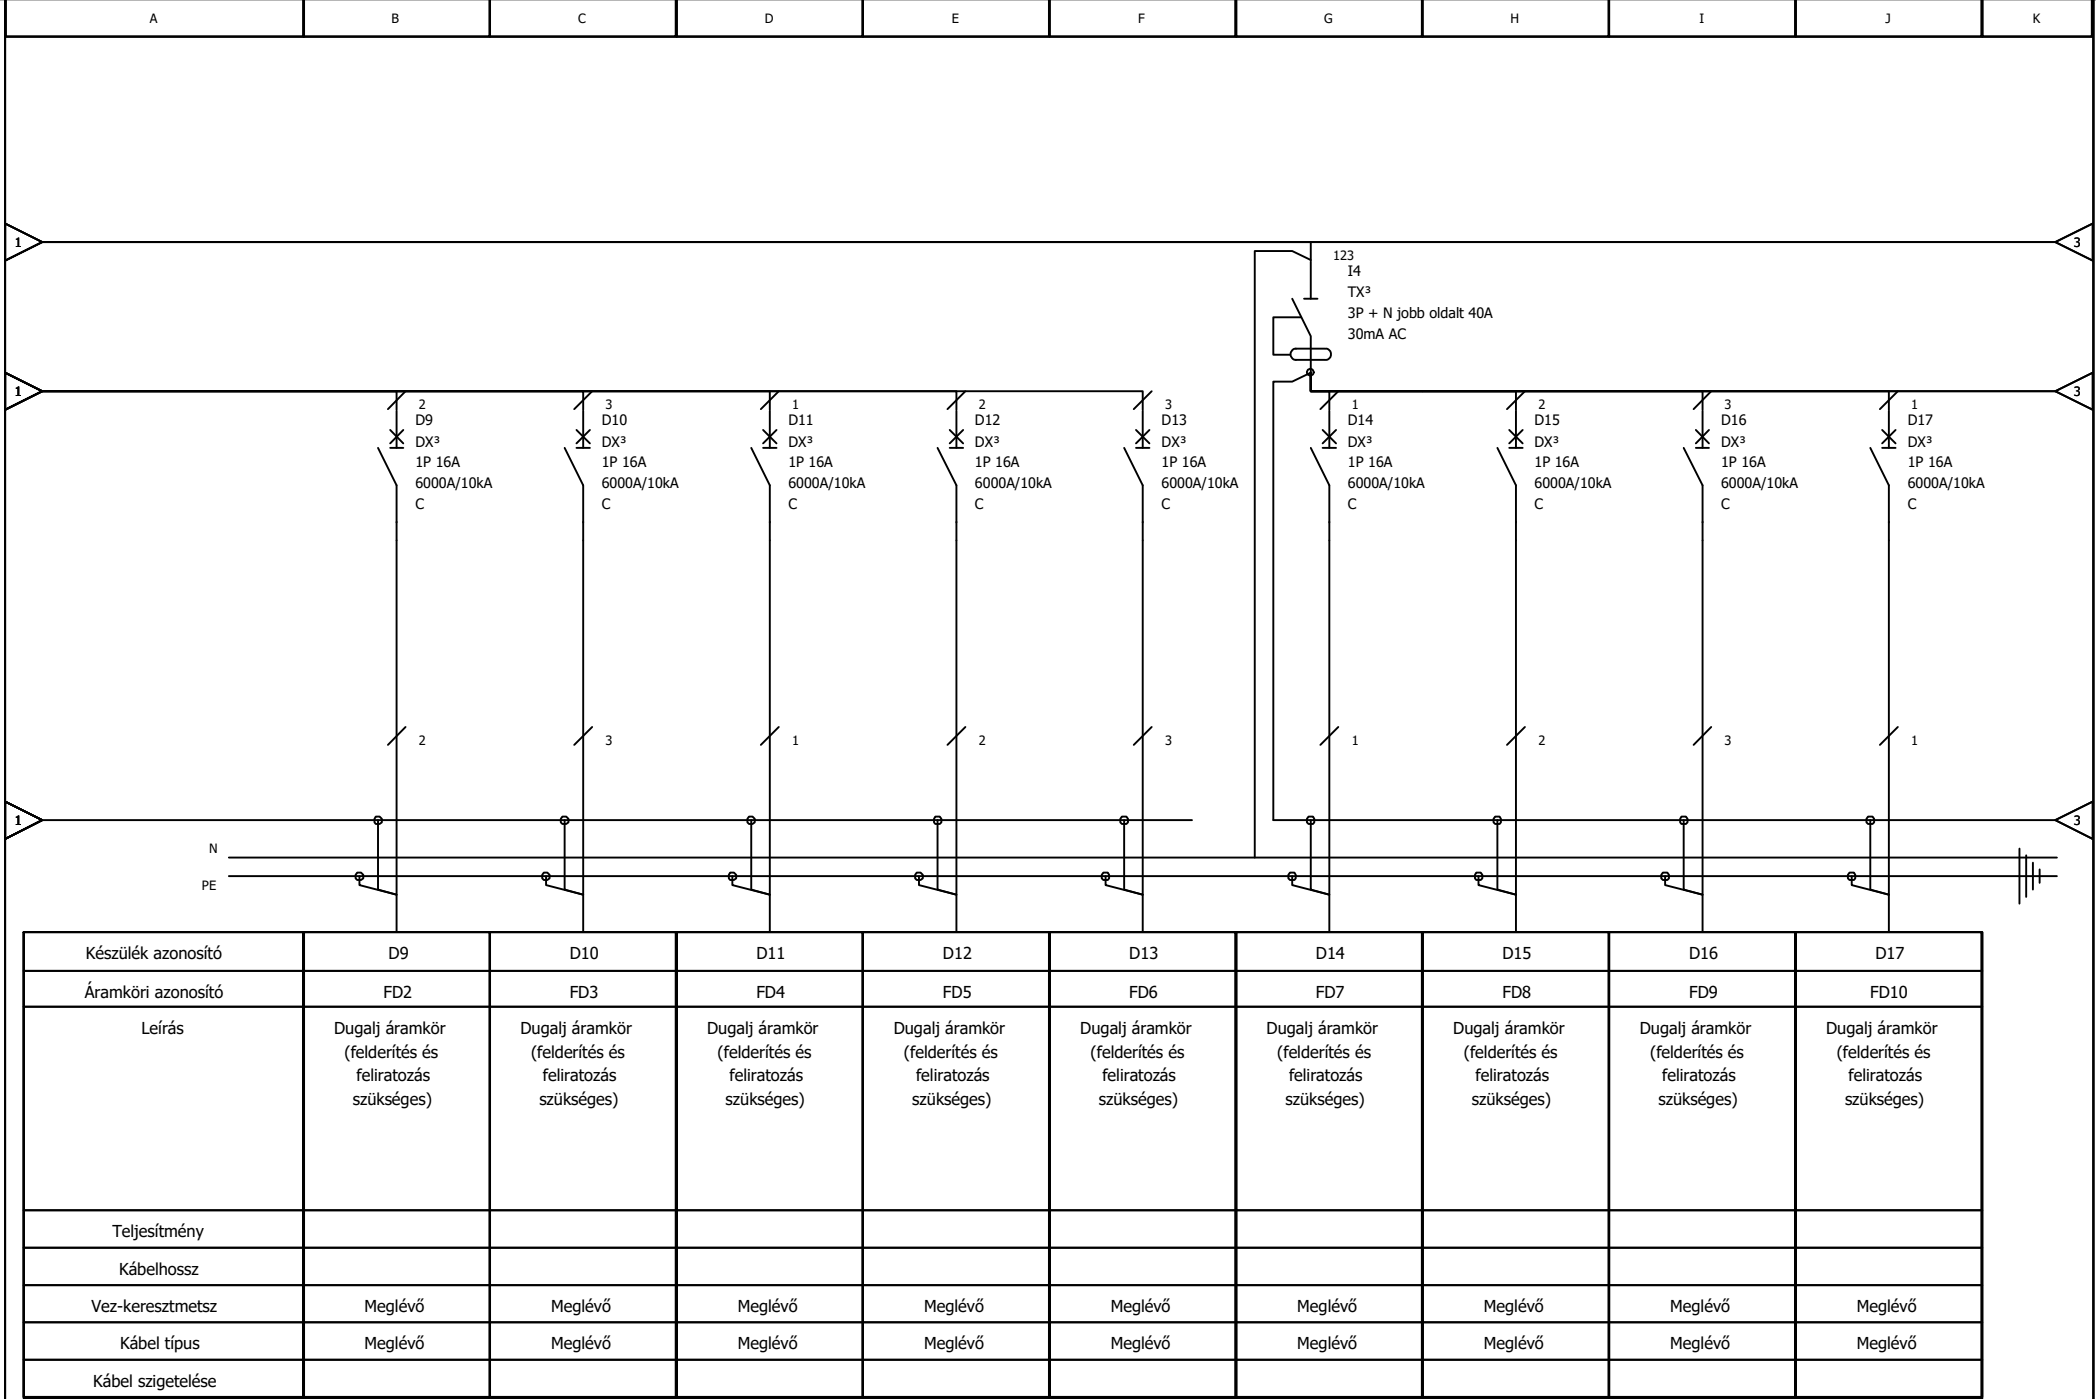 A B C D E F G H I J K
1 3
123
I4
TX³
3P + N jobb oldalt 40A
30mA AC
1 3
2 3 1 2 3 1 2 3 1
D9 D10 D11 D12 D13 D14 D15 D16 D17
DX³ DX³ DX³ DX³ DX³ DX³ DX³ DX³ DX³
1P 16A 1P 16A 1P 16A 1P 16A 1P 16A 1P 16A 1P 16A 1P 16A 1P 16A
6000A/10kA 6000A/10kA 6000A/10kA 6000A/10kA 6000A/10kA 6000A/10kA 6000A/10kA 6000A/10kA 6000A/10kA
C C C C C C C C C
2 3 1 2 3 1 2 3 1
1 3
N
PE
Készülék azonosító D9 D10 D11 D12 D13 D14 D15 D16 D17
Áramköri azonosító FD2 FD3 FD4 FD5 FD6 FD7 FD8 FD9 FD10
Leírás Dugalj áramkör Dugalj áramkör Dugalj áramkör Dugalj áramkör Dugalj áramkör Dugalj áramkör Dugalj áramkör Dugalj áramkör Dugalj áramkör
(felderítés és (felderítés és (felderítés és (felderítés és (felderítés és (felderítés és (felderítés és (felderítés és (felderítés és
feliratozás feliratozás feliratozás feliratozás feliratozás feliratozás feliratozás feliratozás feliratozás
szükséges) szükséges) szükséges) szükséges) szükséges) szükséges) szükséges) szükséges) szükséges)
Teljesítmény
Kábelhossz
Vez-keresztmetsz Meglévő Meglévő Meglévő Meglévő Meglévő Meglévő Meglévő Meglévő Meglévő
Kábel típus Meglévő Meglévő Meglévő Meglévő Meglévő Meglévő Meglévő Meglévő Meglévő
Kábel szigetelése